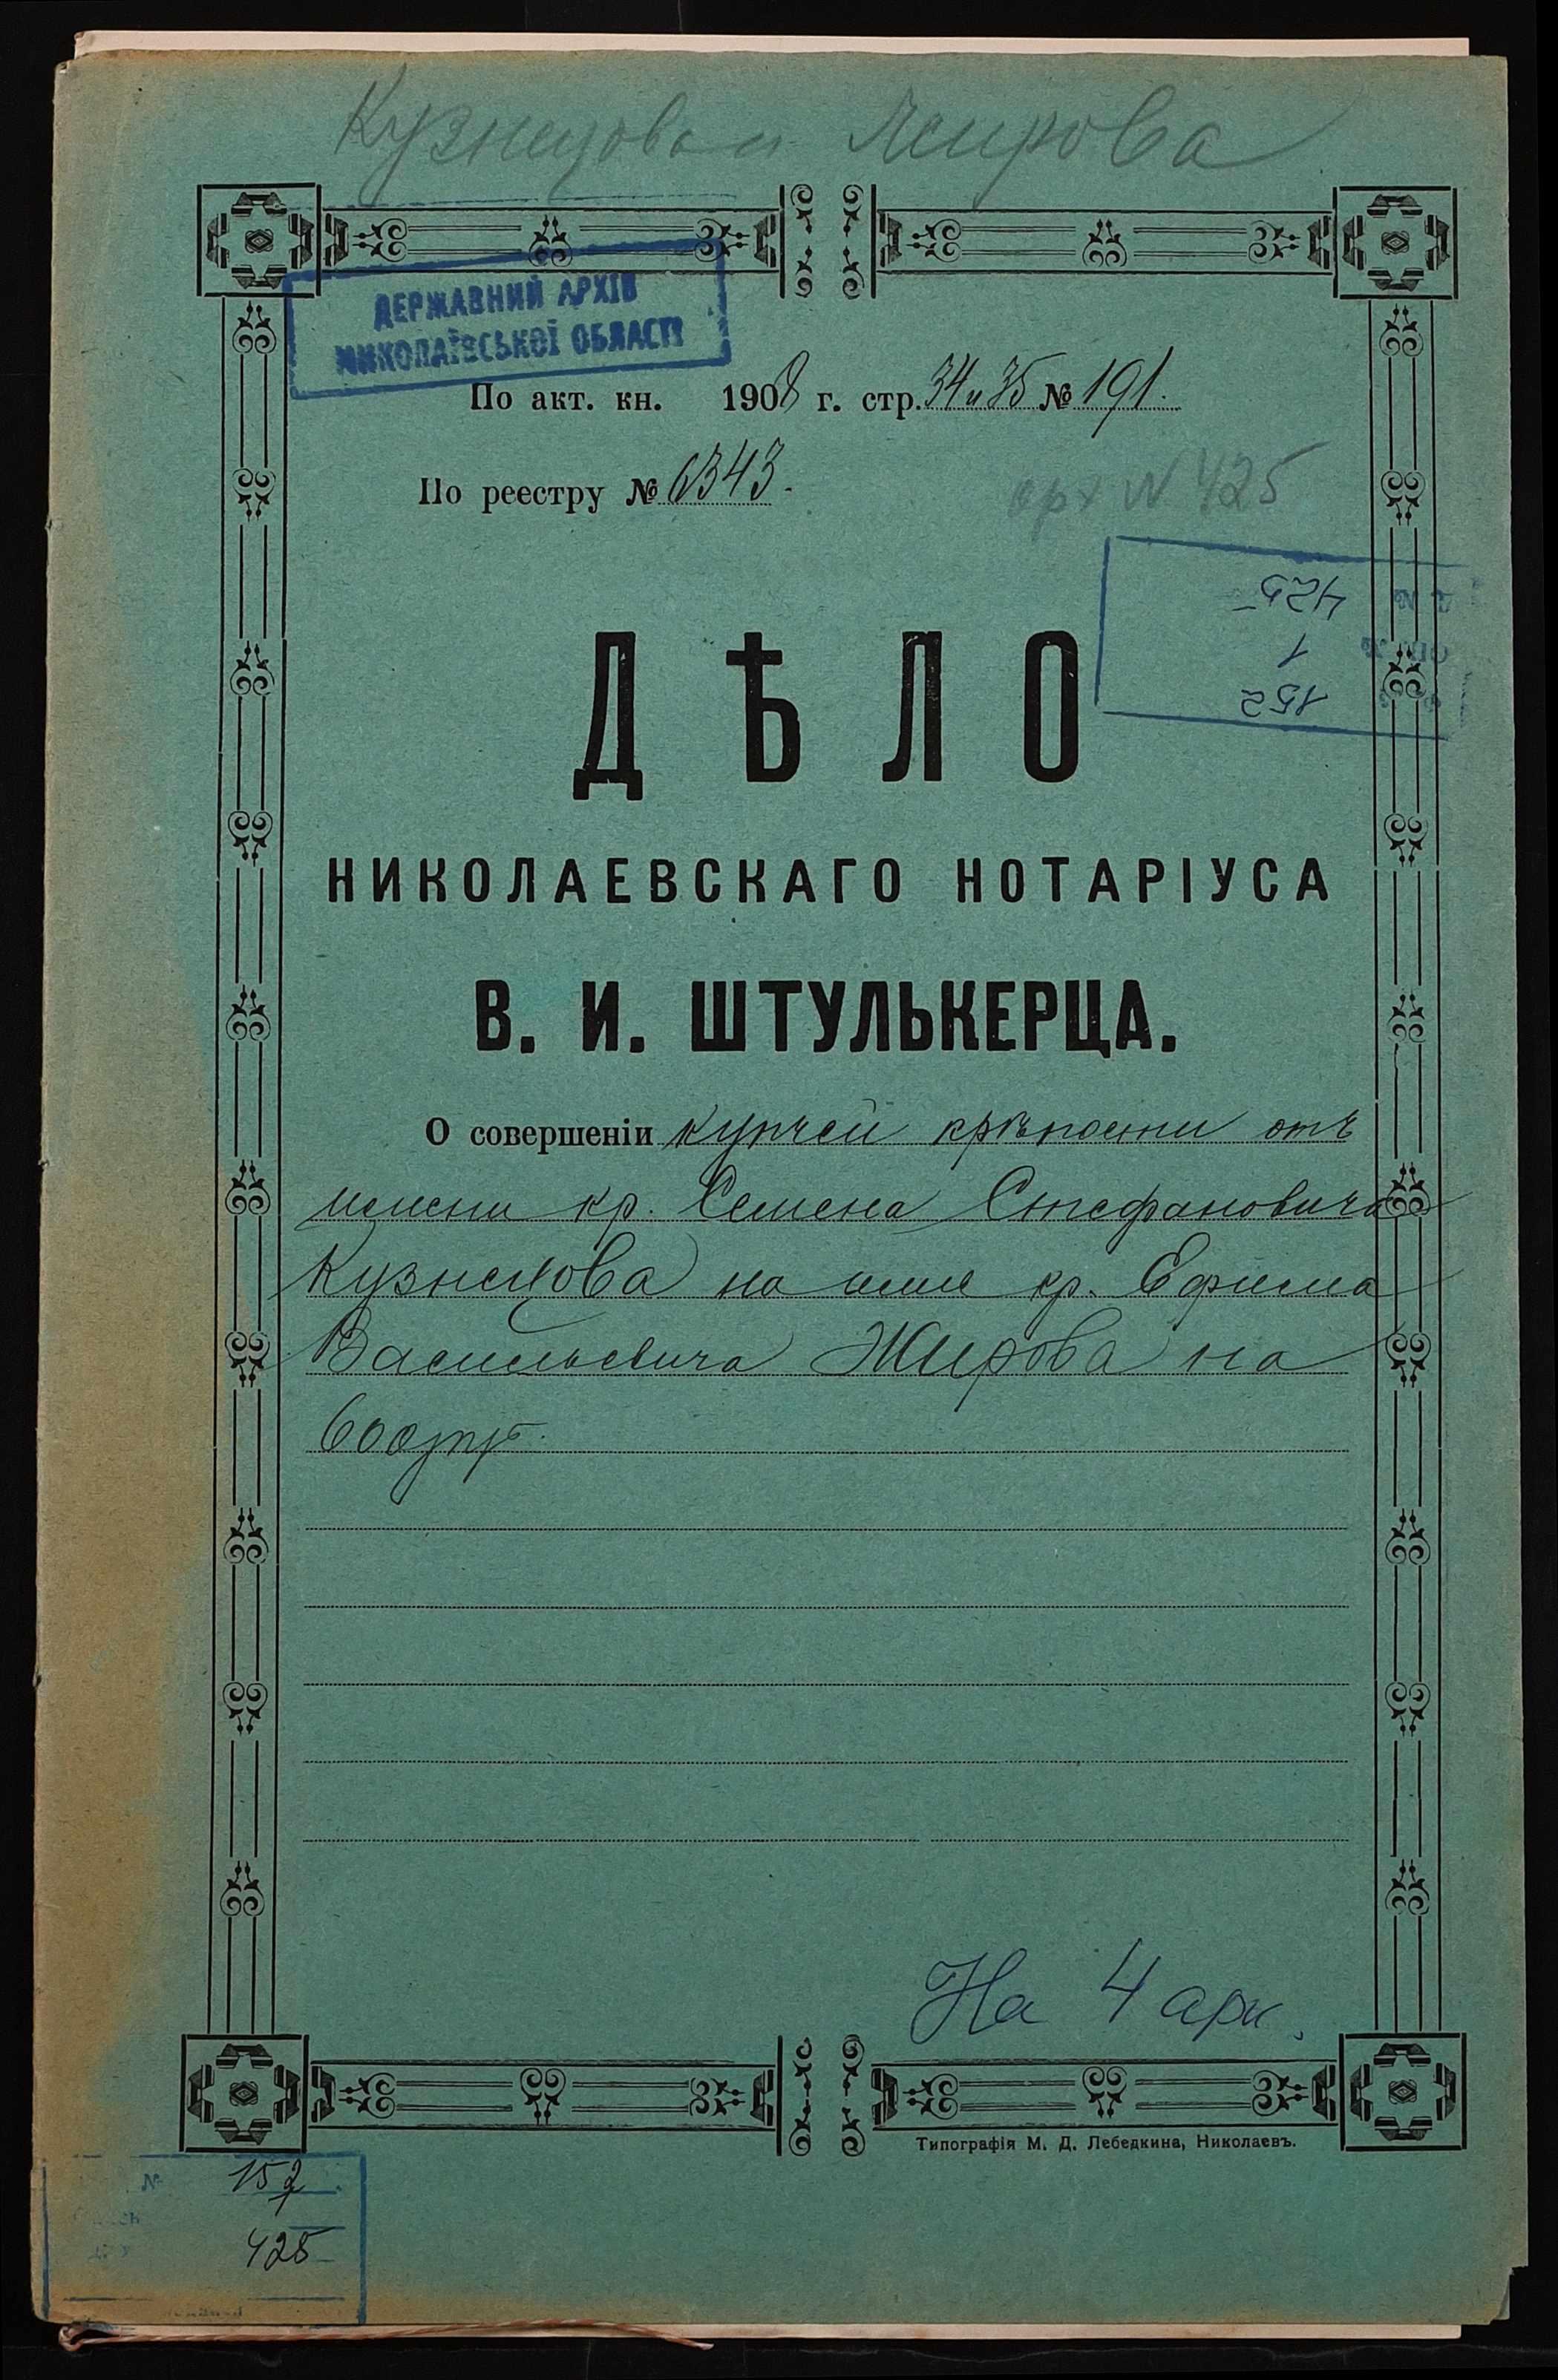 Кузнецова и Жирова
ДЕРЖАВНИЙ АРХІВ
МИКОЛАЇВСЬКОЇ ОБЛАСТІ
По акт. кн. 1908 г. стр. 34 и 35 № 191.
По реестру № 6343.
арх N 425
425
1
152
ДѢЛО
НИКОЛАЕВСКАГО НОТАРІУСА
В. И. ШТУЛЬКЕРЦА.
О совершеніи купчей крѣпости отъ
имени кр. Семена Стефановича
Кузнецова на имя кр. Ефима
Васильевича Жирова на
600
На 4 арк.
Типографія М. Д. Лебедкина, Николаевъ.
№ 152
425